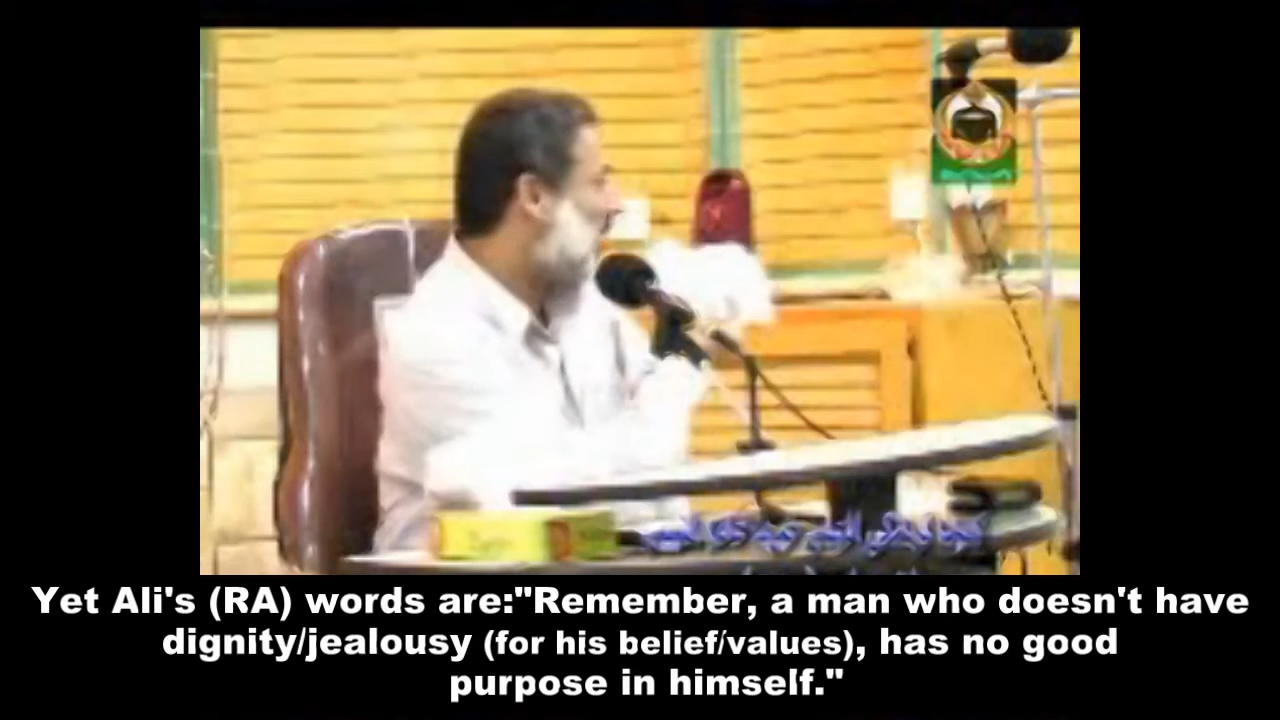 Yet Ali's (RA) words are:"Remember, a man who doesn't have
dignity/jealousy (for his belief/values), has no good
purpose in himself."